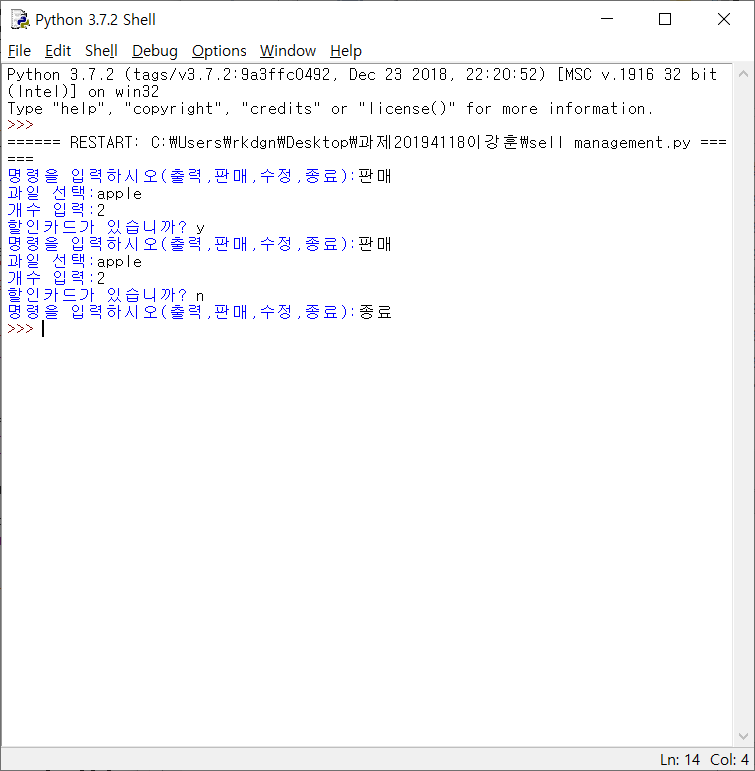 Python 3.7.2 Shell
File Edit Shell Debug Options Window Help
Python 3.7.2 (tags/v3.7.2:9a3ffc0492, Dec 23 2018, 22:20:52) [MSC v.1916 32 bit
(Intel)] on win32
Type "help", "copyright", "credits" or "license()" for more information.
>>>
====== RESTART: C:₩Users₩rkdgn₩Desktop₩과제20194118이강훈₩sell management.py ===
===
명령을 입력하시오(출력,판매,수정,종료):판매
과일 선택:apple
개수 입력:2
할인카드가 있습니까? y
명령을 입력하시오(출력,판매,수정,종료):판매
과일 선택:apple
개수 입력:2
할인카드가 있습니까? n
명령을 입력하시오(출력,판매,수정,종료):종료
>>>
Ln: 14 Col: 4